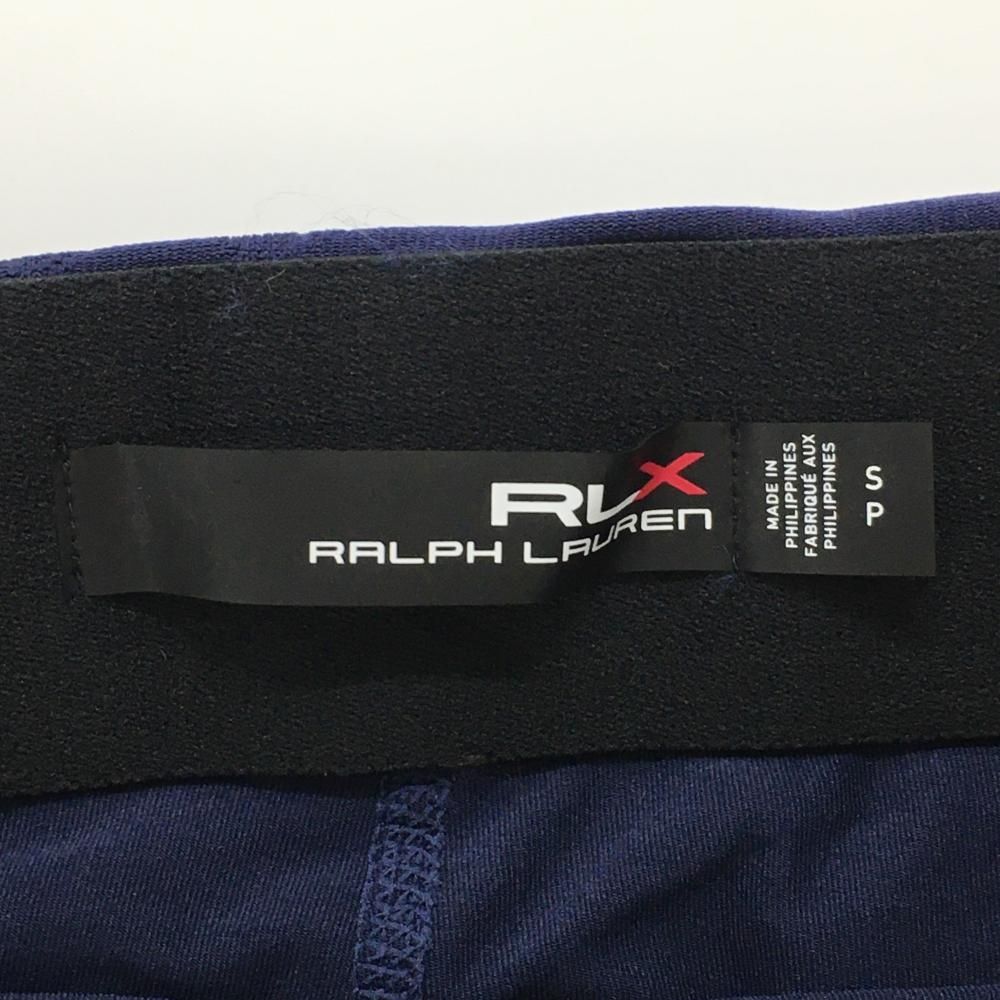 RLX
RALPH LAUREN
MADE IN
PHILIPPINES
FABRIQUÉ AUX
PHILIPPINES
S
P